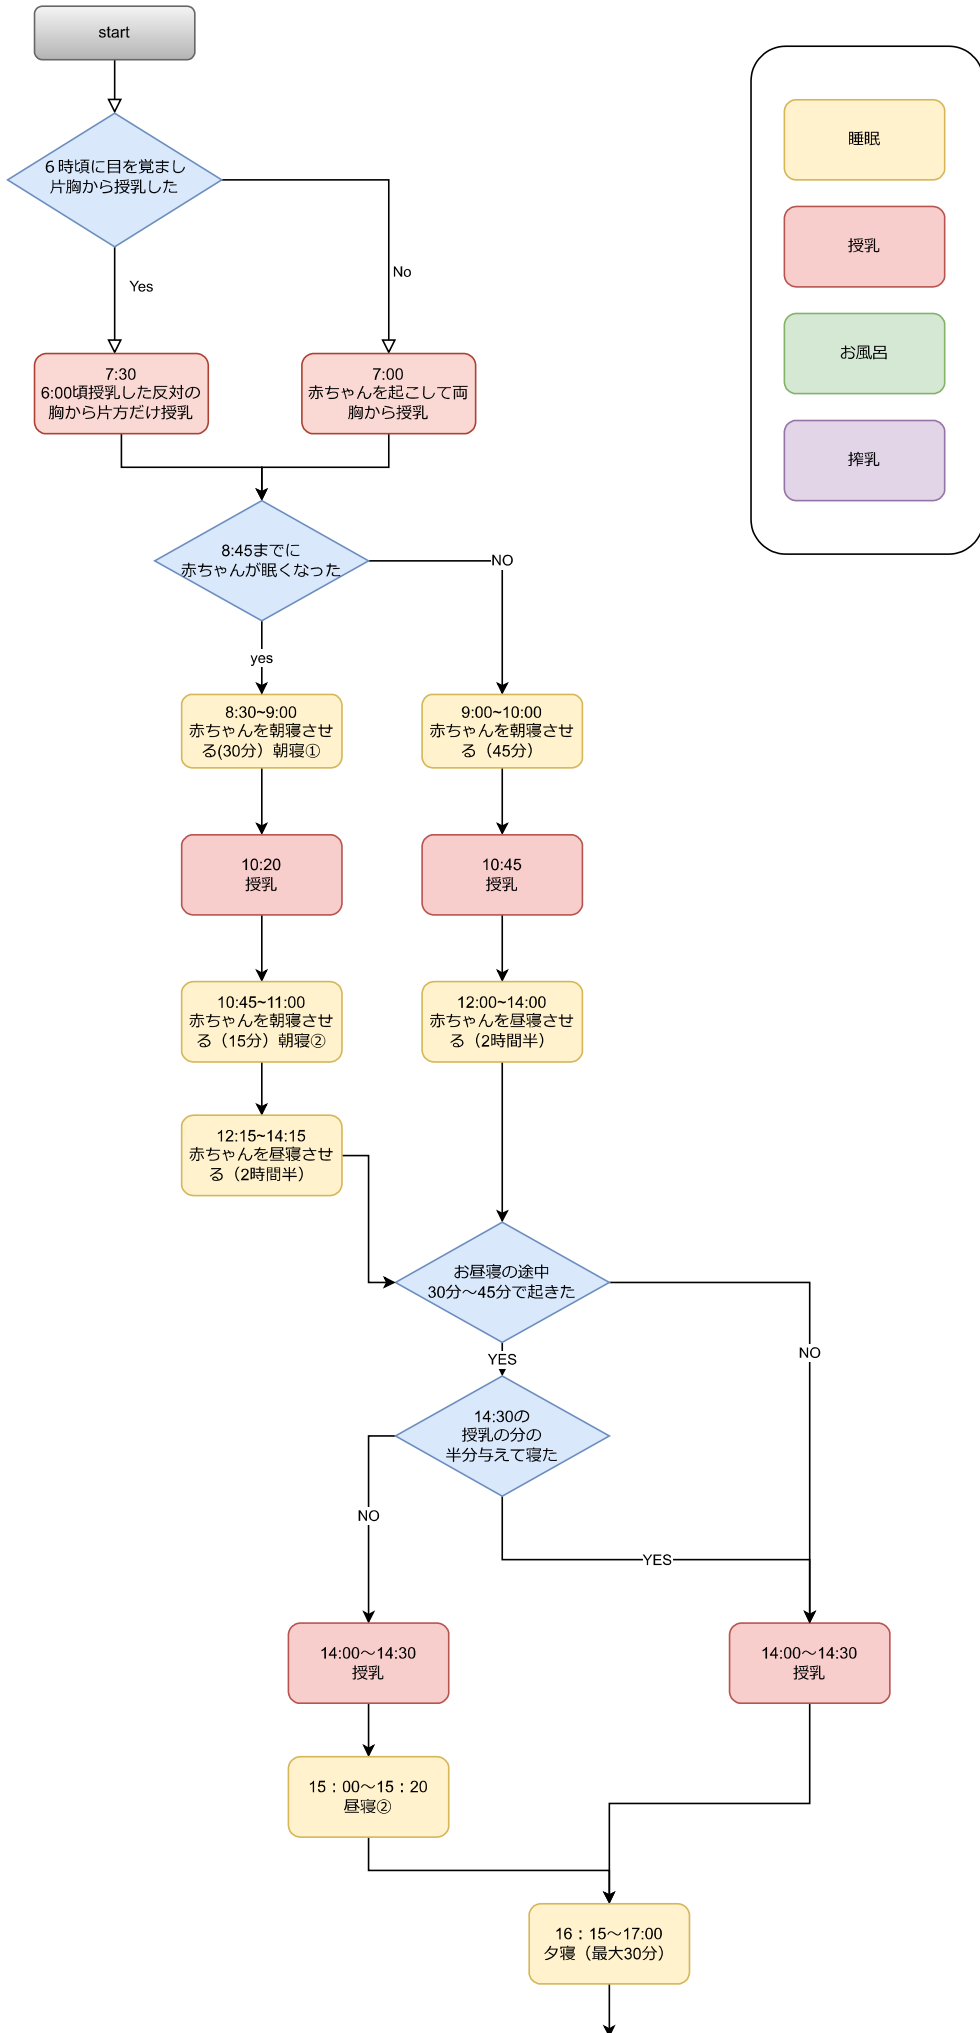 start
６時頃に目を覚まし
片胸から授乳した
Yes
No
7:30
6:00頃授乳した反対の
胸から片方だけ授乳
7:00
赤ちゃんを起こして両
胸から授乳
8:45までに
赤ちゃんが眠くなった
NO
yes
8:30~9:00
赤ちゃんを朝寝させ
る(30分）朝寝①
9:00~10:00
赤ちゃんを朝寝させ
る（45分）
10:20
授乳
10:45
授乳
10:45~11:00
赤ちゃんを朝寝させ
る（15分）朝寝②
12:00~14:00
赤ちゃんを昼寝させ
る（2時間半）
12:15~14:15
赤ちゃんを昼寝させ
る（2時間半）
お昼寝の途中
30分〜45分で起きた
NO
YES
14:30の
授乳の分の
半分与えて寝た
NO
YES
14:00〜14:30
授乳
14:00〜14:30
授乳
15：00〜15：20
昼寝②
16：15〜17:00
夕寝（最大30分）
睡眠
授乳
お風呂
搾乳